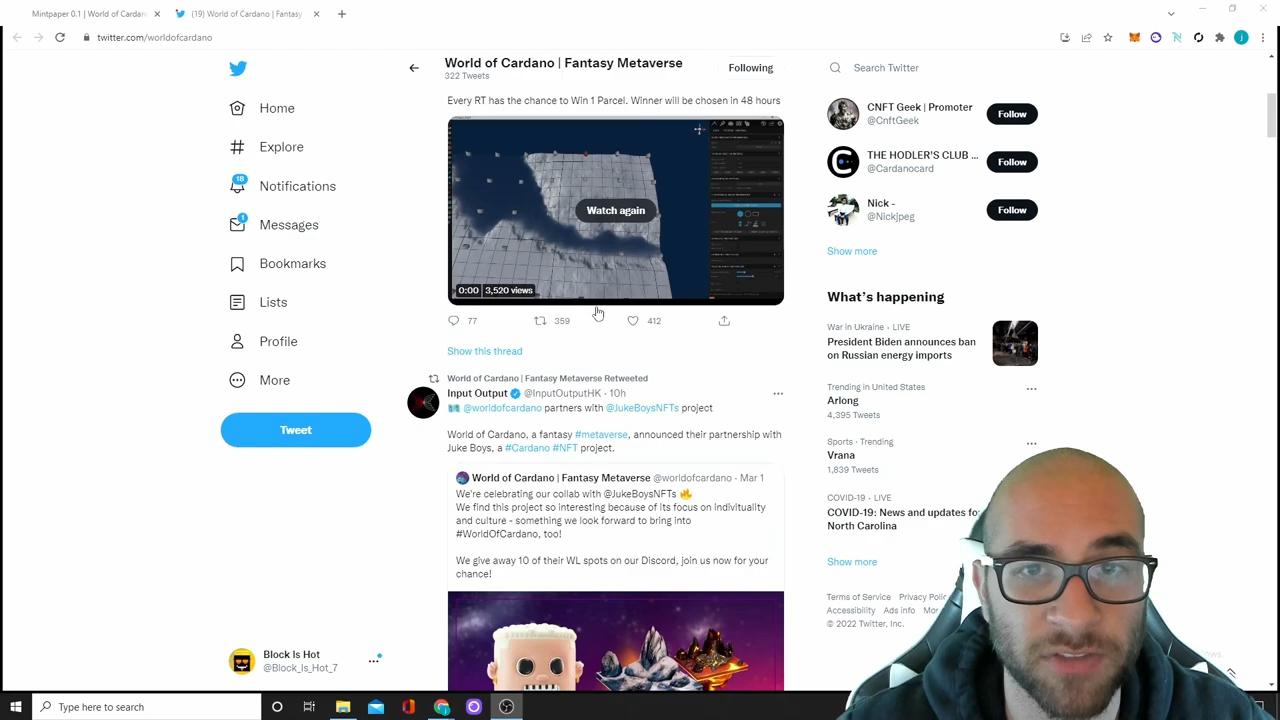 Mintpaper 0.1 | World of Cardan
(19) World of Cardano | Fantasy
twitter.com/worldofcardano
World of Cardano | Fantasy Metaverse
322 Tweets
Following
Search Twitter
Home
Explore
18
Notifications
1
Messages
Bookmarks
Lists
Profile
More
Tweet
Block Is Hot
@Block_Is_Hot_7
Every RT has the chance to Win 1 Parcel. Winner will be chosen in 48 hours
Watch again
0:00 | 3,520 views
77
359
412
Show this thread
World of Cardano | Fantasy Metaverse Retweeted
Input Output @InputOutputHK · 10h
@worldofcardano partners with @JukeBoysNFTs project
World of Cardano, a fantasy #metaverse, announced their partnership with
Juke Boys, a #Cardano #NFT project.
World of Cardano | Fantasy Metaverse @worldofcardano · Mar 1
We're celebrating our collab with @JukeBoysNFTs 🔥
We find this project so interesting because of its focus on indivituality
and culture - something we look forward to bring into
#WorldOfCardano, too!
We give away 10 of their WL spots on our Discord, join us now for your
chance!
CNFT Geek | Promoter
@CnftGeek
Follow
THE HODLER'S CLUB ...
@Cardanocard
Follow
Nick -
@Nickjpeg
Follow
Show more
What's happening
War in Ukraine · LIVE
President Biden announces ban
on Russian energy imports
Trending in United States
Arlong
4,395 Tweets
Sports · Trending
Vrana
1,839 Tweets
COVID-19 · LIVE
COVID-19: News and updates fo
North Carolina
Show more
Terms of Service Privacy Polic
Accessibility Ads info Mor
© 2022 Twitter, Inc.
Type here to search